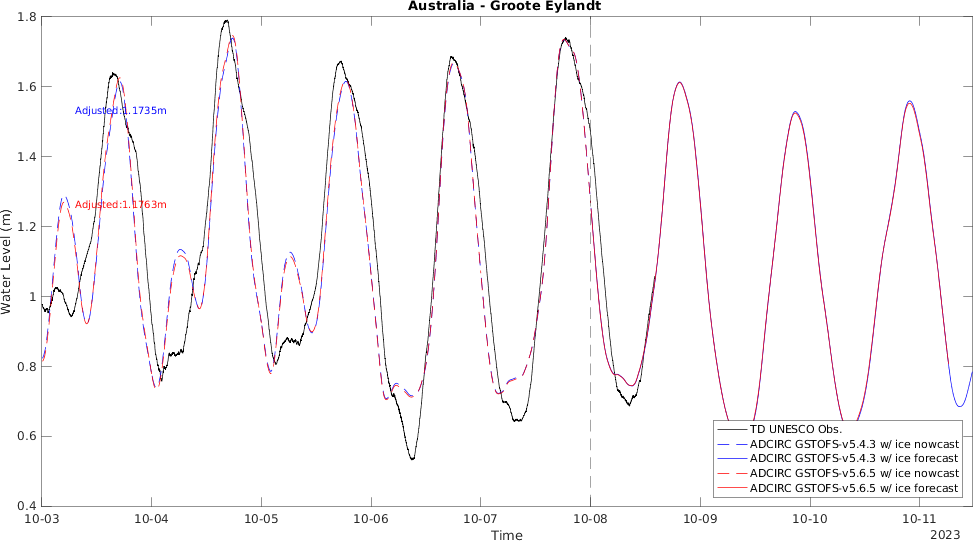 Australia - Groote Eylandt
Water Level (m)
1.8
1.6
1.4
1.2
1
0.8
0.6
0.4
Adjusted:1.1735m
Adjusted:1.1763m
TD UNESCO Obs.
ADCIRC GSTOFS-v5.4.3 w/ ice nowcast
ADCIRC GSTOFS-v5.4.3 w/ ice forecast
ADCIRC GSTOFS-v5.6.5 w/ ice nowcast
ADCIRC GSTOFS-v5.6.5 w/ ice forecast
10-03 10-04 10-05 10-06 10-07 10-08 10-09 10-10 10-11
Time
2023